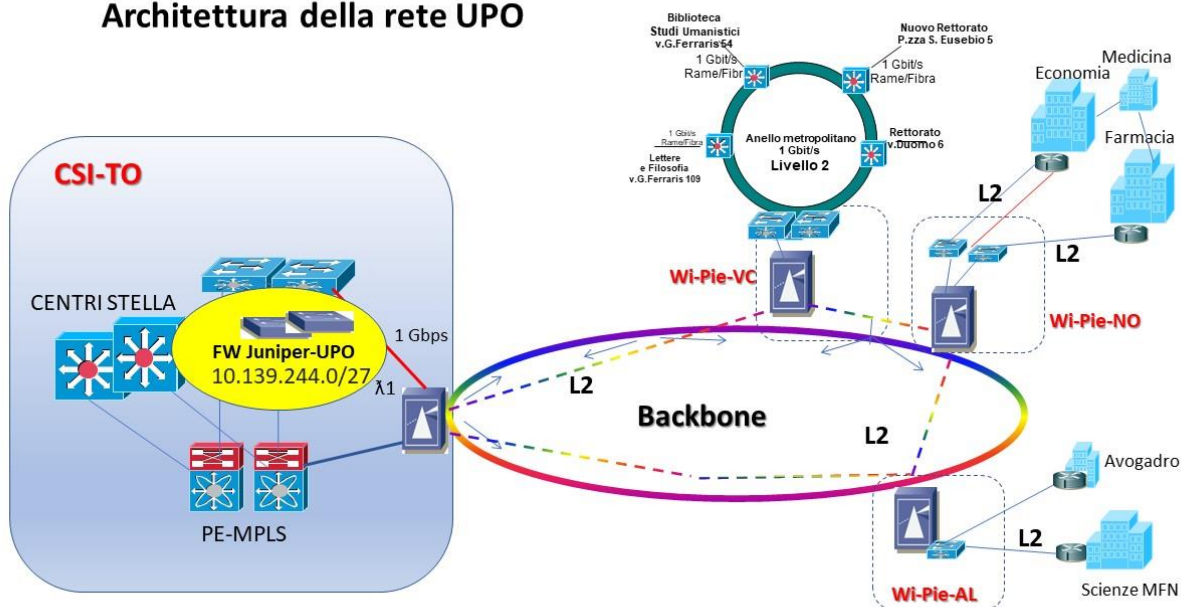 Architettura della rete UPO
CSI-TO
CENTRI STELLA
FW Juniper-UPO
10.139.244.0/27
1 Gbps
λ1
PE-MPLS
Biblioteca
Studi Umanistici
v.G.Ferraris 54
1 Gbit/s
Rame/Fibr
Nuovo Rettorato
P.zza S. Eusebio 5
1 Gbit/s
Rame/Fibra
1 Gbit/s
Rame/Fibra
Lettere
e Filosofia
v.G.Ferraris 109
Anello metropolitano
1 Gbit/s
Livello 2
Rettorato
v.Duomo 6
Economia
Medicina
Farmacia
L2
L2
Wi-Pie-VC
Wi-Pie-NO
L2
Backbone
L2
Avogadro
L2
Scienze MFN
Wi-Pie-AL